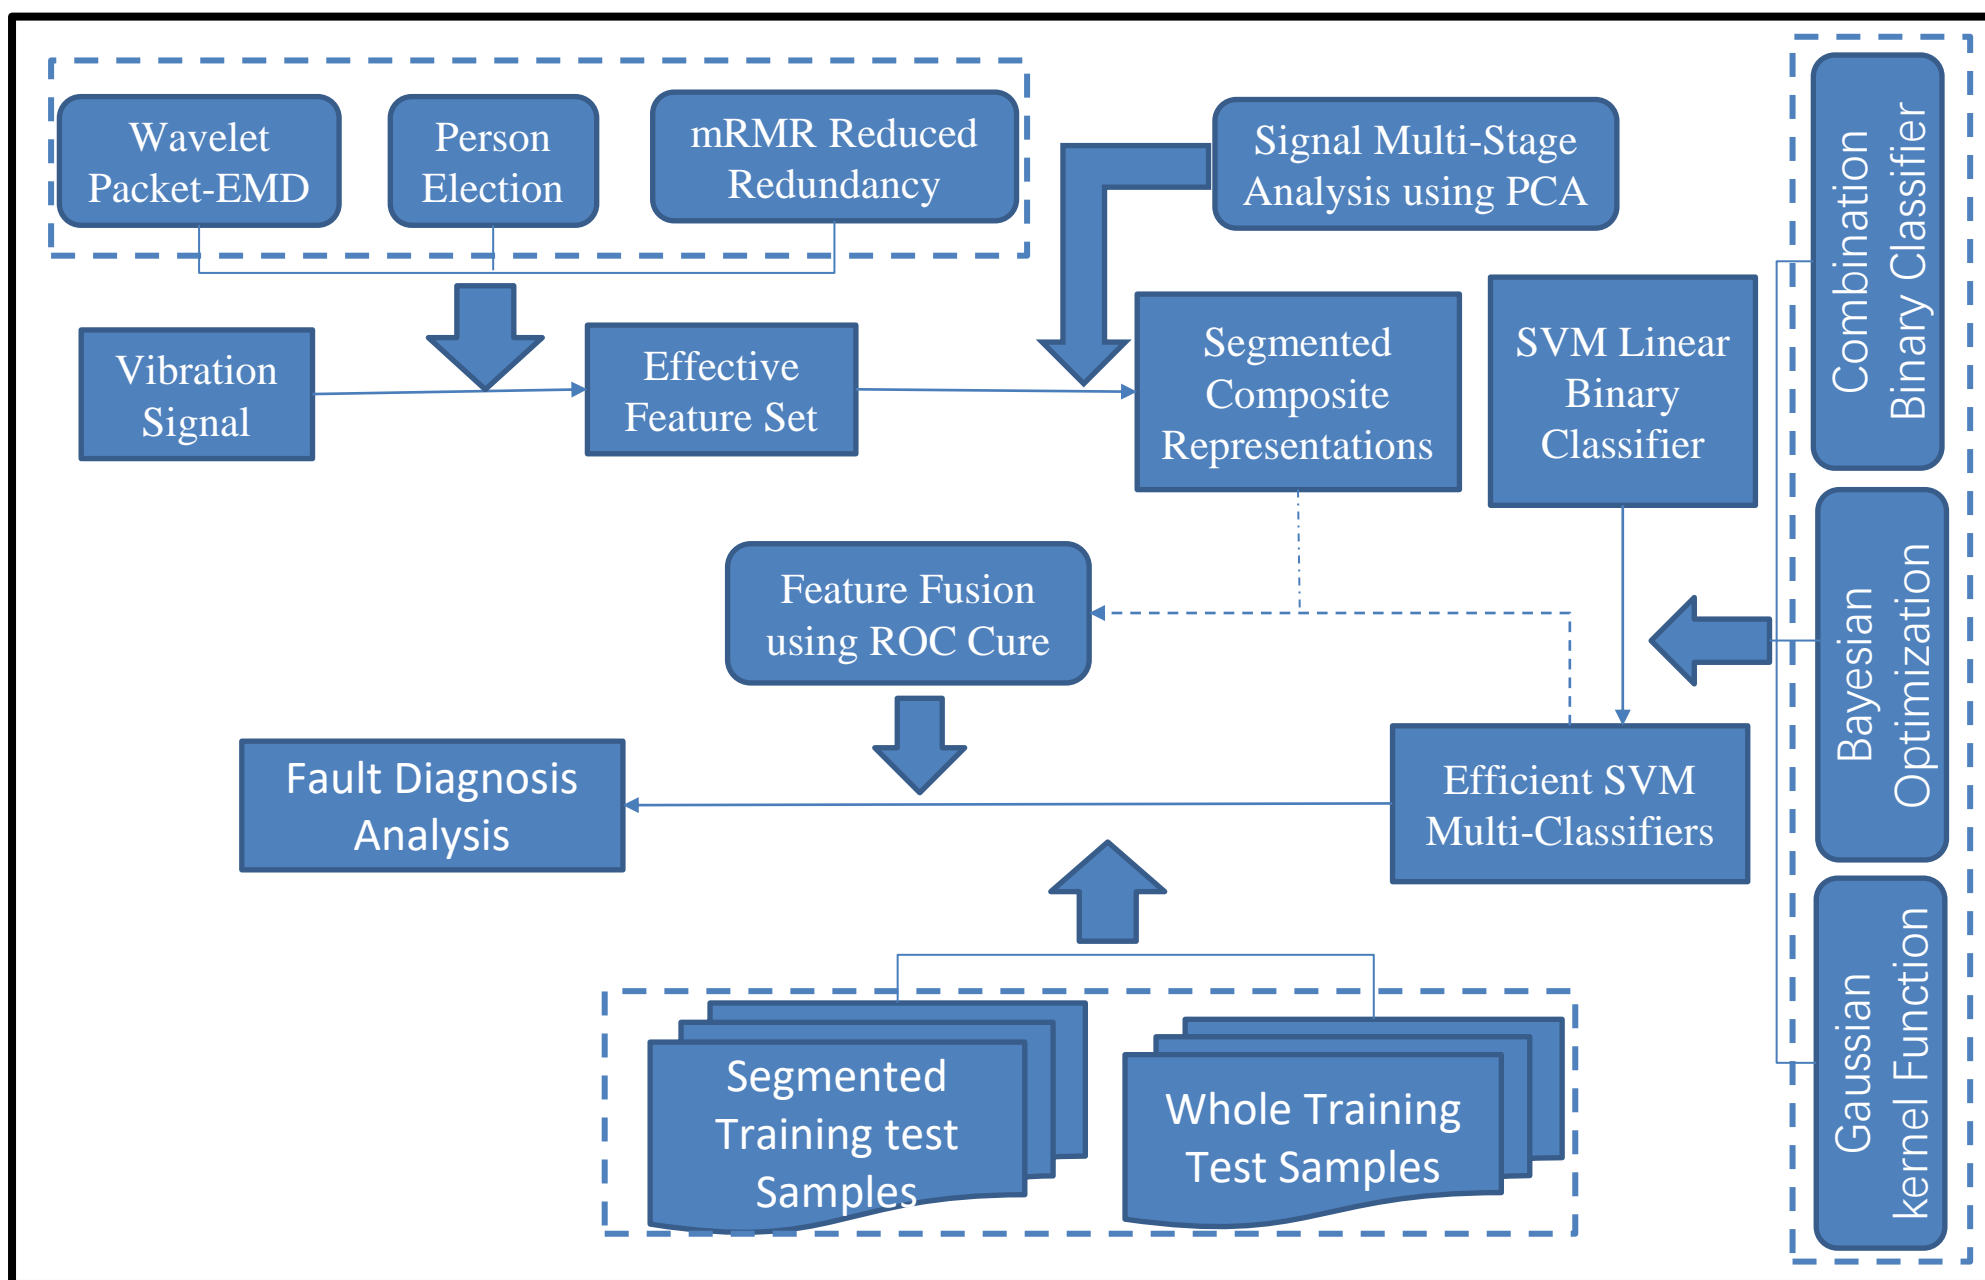 Wavelet
Packet-EMD
Person
Election
mRMR Reduced
Redundancy
Signal Multi-Stage
Analysis using PCA
Combination
Binary Classifier
Vibration
Signal
Effective
Feature Set
Segmented
Composite
Representations
SVM Linear
Binary
Classifier
Feature Fusion
using ROC Cure
Bayesian
Optimization
Fault Diagnosis
Analysis
Efficient SVM
Multi-Classifiers
Gaussian
kernel Function
Segmented
Training test
Samples
Whole Training
Test Samples